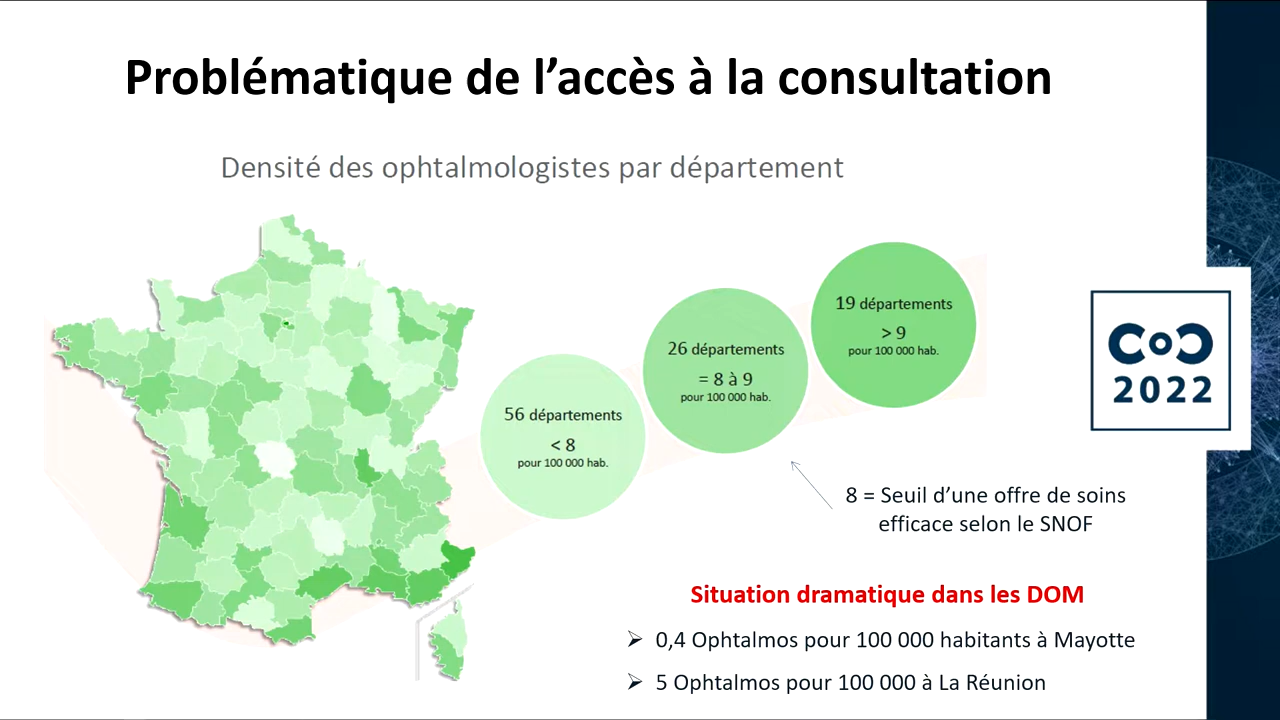 Problématique de l’accès à la consultation
Densité des ophtalmologistes par département
19 départements
> 9
pour 100 000 hab.
26 départements
= 8 à 9
pour 100 000 hab.
56 départements
< 8
pour 100 000 hab.
COC
2022
8 = Seuil d’une offre de soins
efficace selon le SNOF
Situation dramatique dans les DOM
➢ 0,4 Ophtalmos pour 100 000 habitants à Mayotte
➢ 5 Ophtalmos pour 100 000 à La Réunion